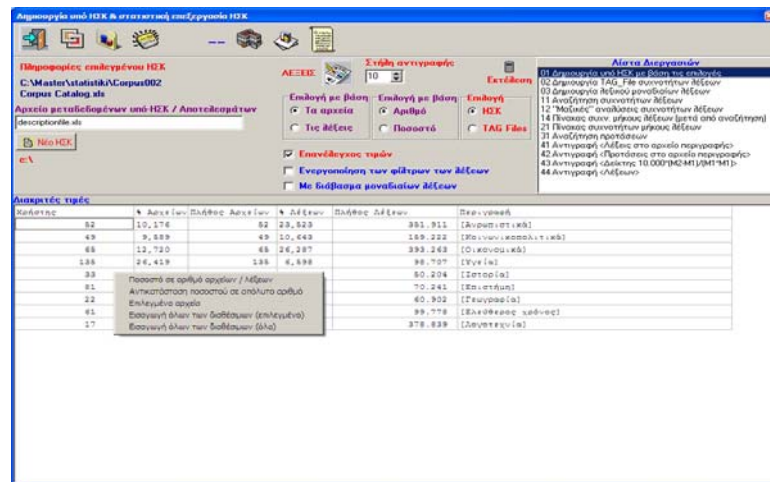 Δημιουργία υπό ΗΣΚ & στατιστική επεξεργασία ΗΣΚ
Πληροφορίες επιλεγμένου ΗΣΚ
C:\Master\statistiki\Corpus002
Corpus Catalog.xls
Αρχείο μεταδεδομένων υπό-ΗΣΚ / Αποτελεσμάτων
descriptionfile.xls
Νέο ΗΣΚ
c:\
ΛΕΞΕΙΣ
Στήλη αντιγραφής
10
Εκτέλεση
Επιλογή με βάση
Τα αρχεία
Τις λέξεις
Επιλογή με βάση
Αριθμό
Ποσοστό
Επιλογή
ΗΣΚ
TAG Files
Επανέλεγχος τιμών
Ενεργοποίηση των φίλτρων των λέξεων
Με διάβασμα μοναδιαίων λέξεων
Λίστα Διεργασιών
01 Δημιουργία υπό ΗΣΚ με βάση τις επιλογές
02 Δημιουργία TAG_File συχνοτήτων λέξεων
03 Δημιουργία λεξικού μοναδιαίων λέξεων
11 Αναζήτηση συχνοτήτων λέξεων
12 "Μαζικές" αναλύσεις συχνοτήτων λέξεων
14 Πίνακας συχν. μήκους λέξεων (μετά από αναζήτηση)
21 Πίνακας συχνοτήτων μήκους λέξεων
31 Αναζήτηση προτάσεων
41 Αντιγραφή <Λέξεις στο αρχείο περιγραφής>
42 Αντιγραφή <Προτάσεις στο αρχείο περιγραφής>
43 Αντιγραφή <Δείκτης 10.000*(M2-M1)/(M1*M1)>
44 Αντιγραφή <Λέξεων>
Διακριτές τιμές
Χρήστης % Αρχείων Πλήθος Αρχείων % Λέξεων Πλήθος Λέξεων Περιγραφή
52 10,176 52 23,523 351.911 [Ανθρωπιστικά]
49 9,589 49 10,643 159.222 [Κοινωνικοπολιτικά]
65 12,720 65 26,287 393.263 [Οικονομικά]
135 26,419 135 6,598 98.707 [Υγεία]
33 50.204 [Ιστορία]
81 70.241 [Επιστήμη]
22 60.902 [Γεωγραφία]
61 99.778 [Ελεύθερος χρόνος]
17 378.839 [Λογοτεχνία]
Ποσοστό σε αριθμό αρχείων / λέξεων
Αντικατάσταση ποσοστού σε απόλυτο αριθμό
Επιλεγμένα αρχεία
Εισαγωγή όλων των διαθέσιμων (επιλεγμένα)
Εισαγωγή όλων των διαθέσιμων (όλα)